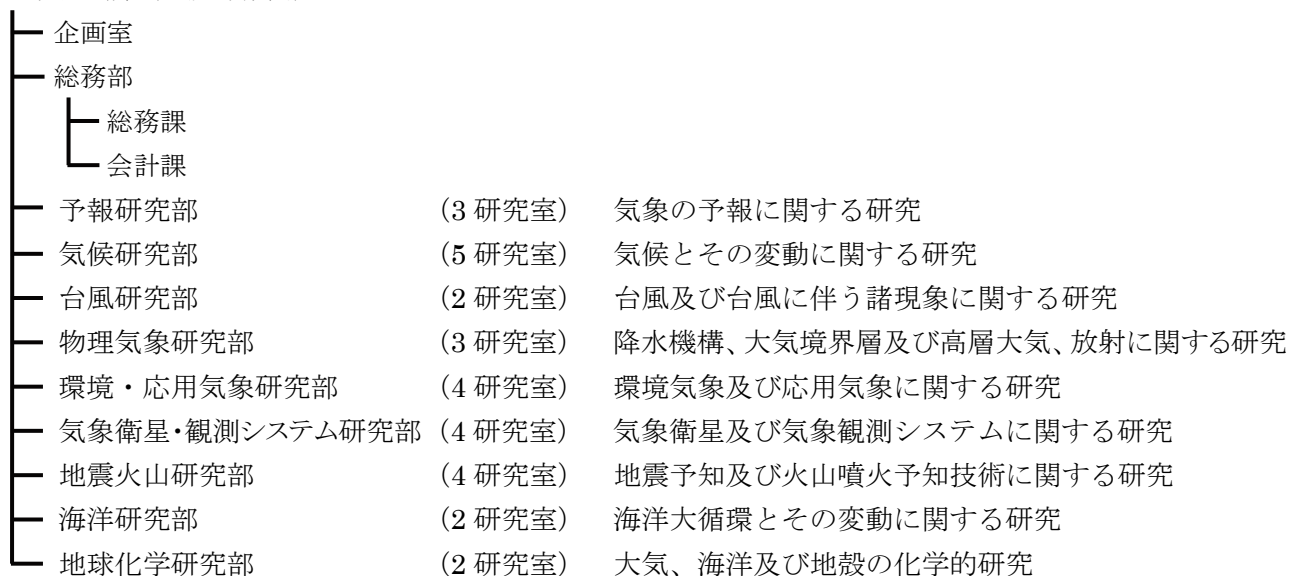 企画室
総務部
総務課
会計課
予報研究部 (3 研究室) 気象の予報に関する研究
気候研究部 (5 研究室) 気候とその変動に関する研究
台風研究部 (2 研究室) 台風及び台風に伴う諸現象に関する研究
物理気象研究部 (3 研究室) 降水機構、大気境界層及び高層大気、放射に関する研究
環境・応用気象研究部 (4 研究室) 環境気象及び応用気象に関する研究
気象衛星・観測システム研究部 (4 研究室) 気象衛星及び気象観測システムに関する研究
地震火山研究部 (4 研究室) 地震予知及び火山噴火予知技術に関する研究
海洋研究部 (2 研究室) 海洋大循環とその変動に関する研究
地球化学研究部 (2 研究室) 大気、海洋及び地殻の化学的研究